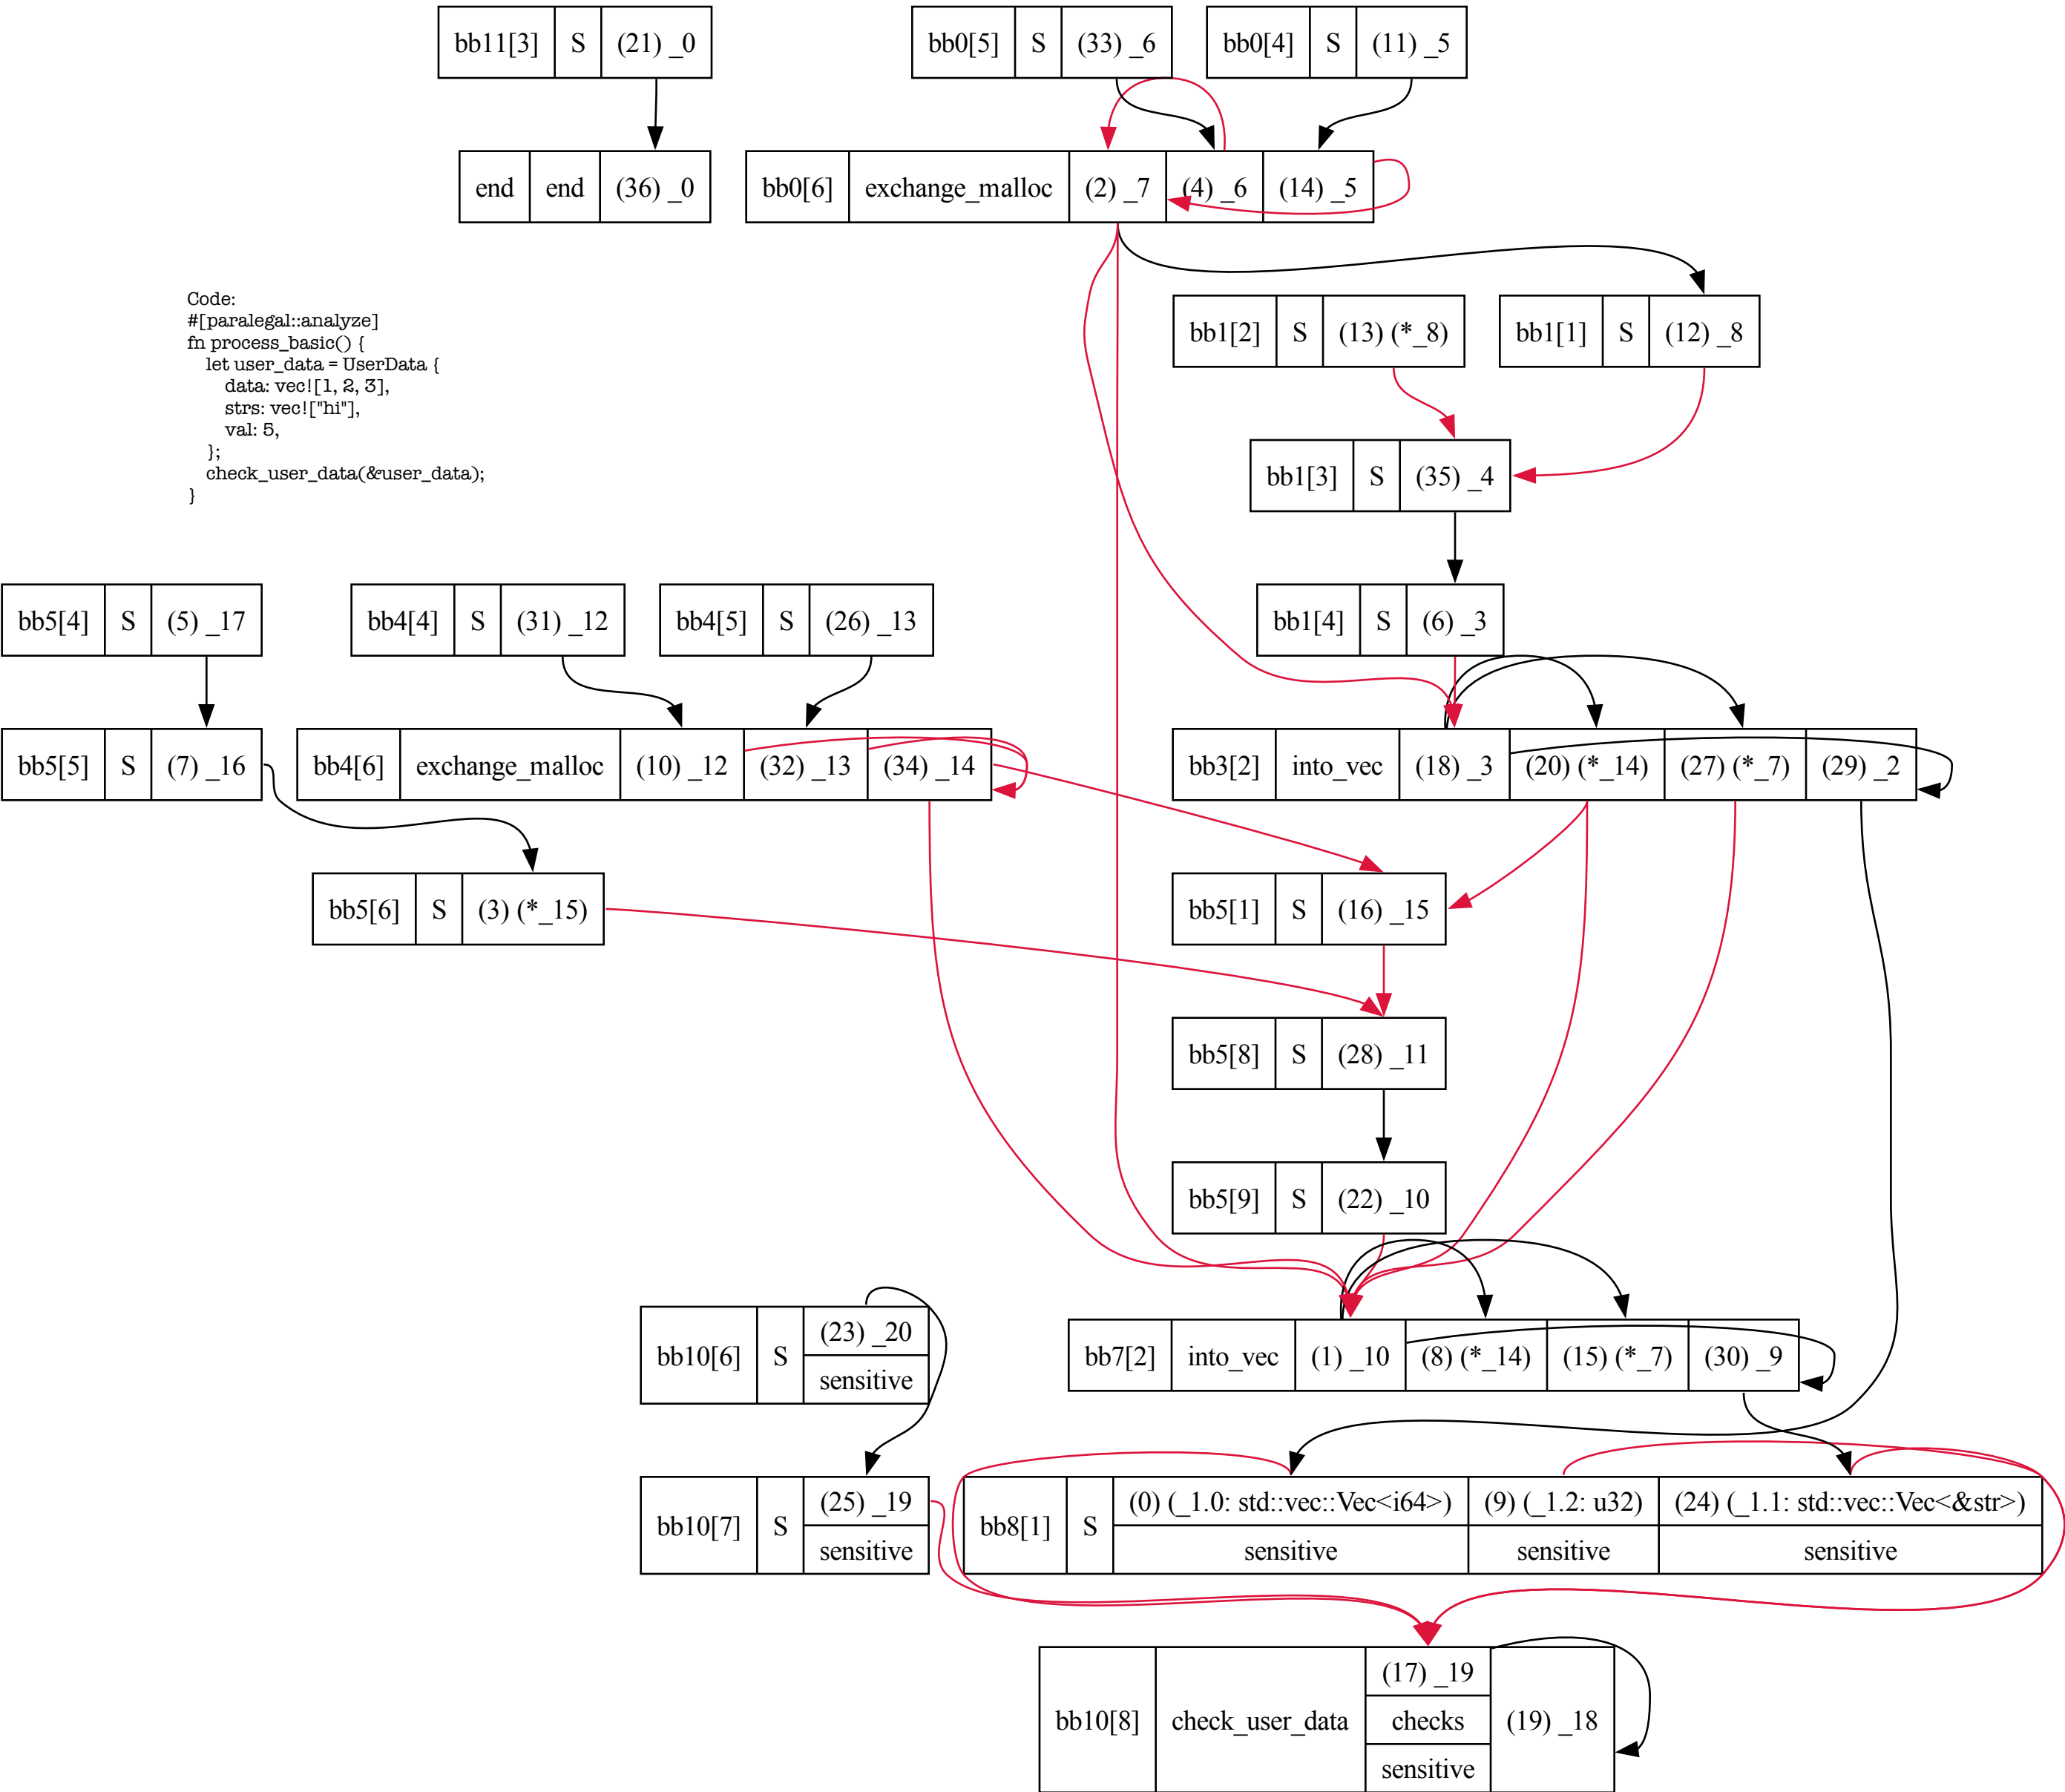 bb11[3] S (21) _0
bb0[5] S (33) _6
bb0[4] S (11) _5
end end (36) _0
bb0[6] exchange_malloc (2) _7 (4) _6 (14) _5
Code:
#[paralegal::analyze]
fn process_basic() {
    let user_data = UserData {
        data: vec![1, 2, 3],
        strs: vec!["hi"],
        val: 5,
    };
    check_user_data(&user_data);
}
bb1[2] S (13) (*_8)
bb1[1] S (12) _8
bb1[3] S (35) _4
bb5[4] S (5) _17
bb4[4] S (31) _12
bb4[5] S (26) _13
bb1[4] S (6) _3
bb5[5] S (7) _16
bb4[6] exchange_malloc (10) _12 (32) _13 (34) _14
bb3[2] into_vec (18) _3 (20) (*_14) (27) (*_7) (29) _2
bb5[6] S (3) (*_15)
bb5[1] S (16) _15
bb5[8] S (28) _11
bb5[9] S (22) _10
bb10[6] S (23) _20
sensitive
bb7[2] into_vec (1) _10 (8) (*_14) (15) (*_7) (30) _9
bb10[7] S (25) _19
sensitive
bb8[1] S (0) (_1.0: std::vec::Vec<i64>) (9) (_1.2: u32) (24) (_1.1: std::vec::Vec<&str>)
sensitive sensitive sensitive
bb10[8] check_user_data (17) _19 (19) _18
checks
sensitive